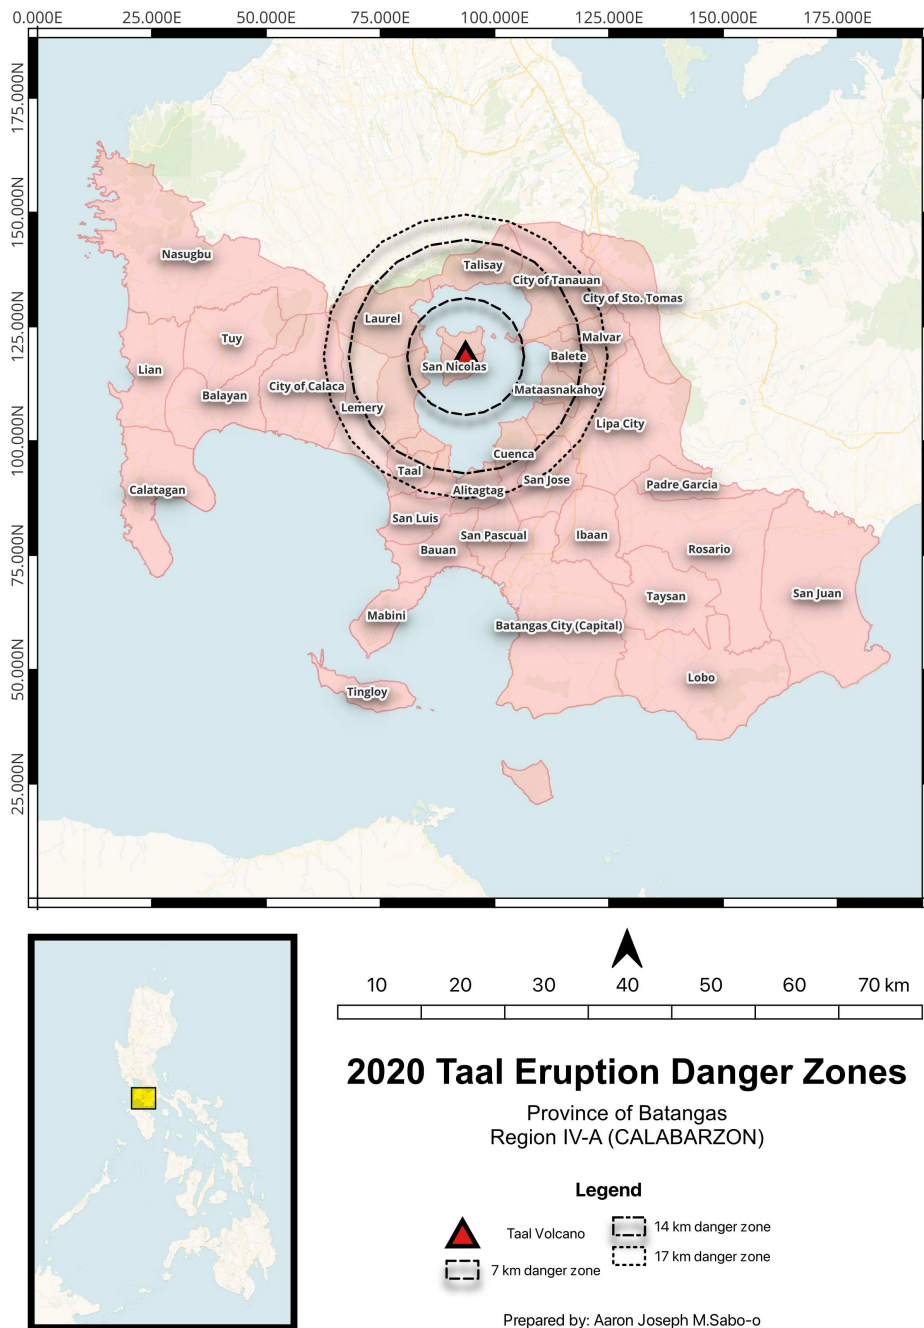 0.000E 25.000E 50.000E 75.000E 100.000E 125.000E 150.000E 175.000E
175.000N
150.000N
125.000N
100.000N
75.000N
50.000N
25.000N
Nasugbu
Talisay
City of Tanauan
City of Sto. Tomas
Laurel
Tuy
Malvar
Lian
San Nicolas
Balete
City of Calaca
Balayan
Mataasnakahoy
Lemery
Lipa City
Cuenca
Taal
San Jose
Padre Garcia
Calatagan
Alitagtag
San Luis
San Pascual
Ibaan
Bauan
Rosario
Taysan
San Juan
Mabini
Batangas City (Capital)
Lobo
Tingloy
10 20 30 40 50 60 70 km
2020 Taal Eruption Danger Zones
Province of Batangas
Region IV-A (CALABARZON)
Legend
Taal Volcano
7 km danger zone
14 km danger zone
17 km danger zone
Prepared by: Aaron Joseph M.Sabo-o